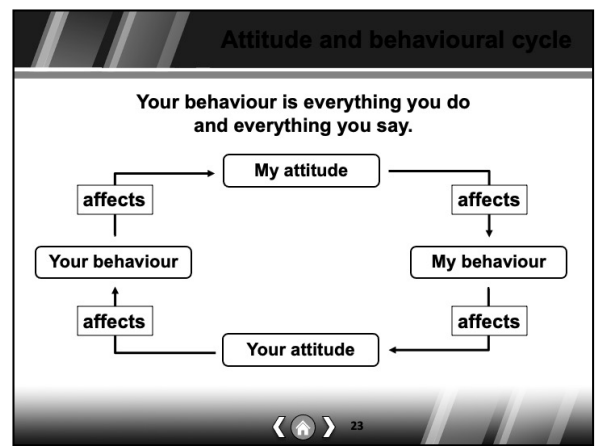 Attitude and behavioural cycle
Your behaviour is everything you do
and everything you say.
My attitude
affects
affects
Your behaviour
My behaviour
affects
affects
Your attitude
23